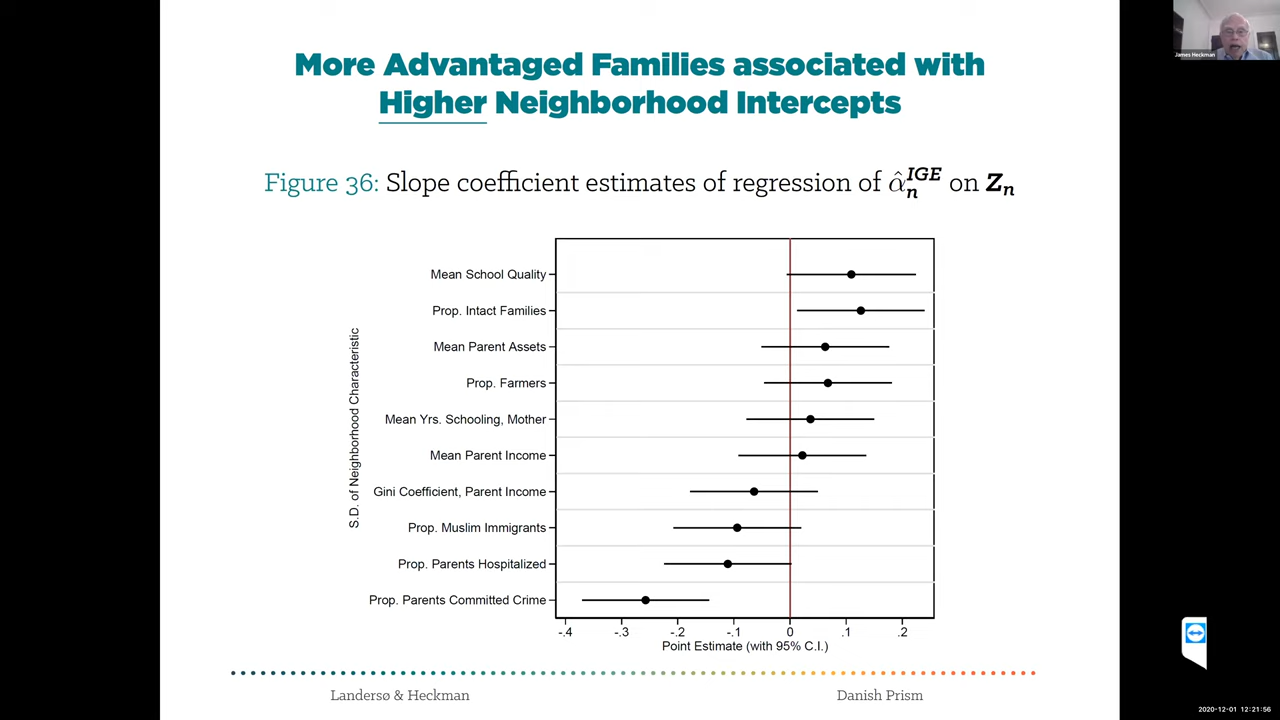 More Advantaged Families associated with
Higher Neighborhood Intercepts
James Heckman
Figure 36: Slope coefficient estimates of regression of α̂ₙᴵᴳᴱ on Zₙ
S.D. of Neighborhood Characteristic
Mean School Quality
Prop. Intact Families
Mean Parent Assets
Prop. Farmers
Mean Yrs. Schooling, Mother
Mean Parent Income
Gini Coefficient, Parent Income
Prop. Muslim Immigrants
Prop. Parents Hospitalized
Prop. Parents Committed Crime
-.4 -.3 -.2 -.1 0 .1 .2
Point Estimate (with 95% C.I.)
Landersø & Heckman
Danish Prism
2020-12-01 12:21:56